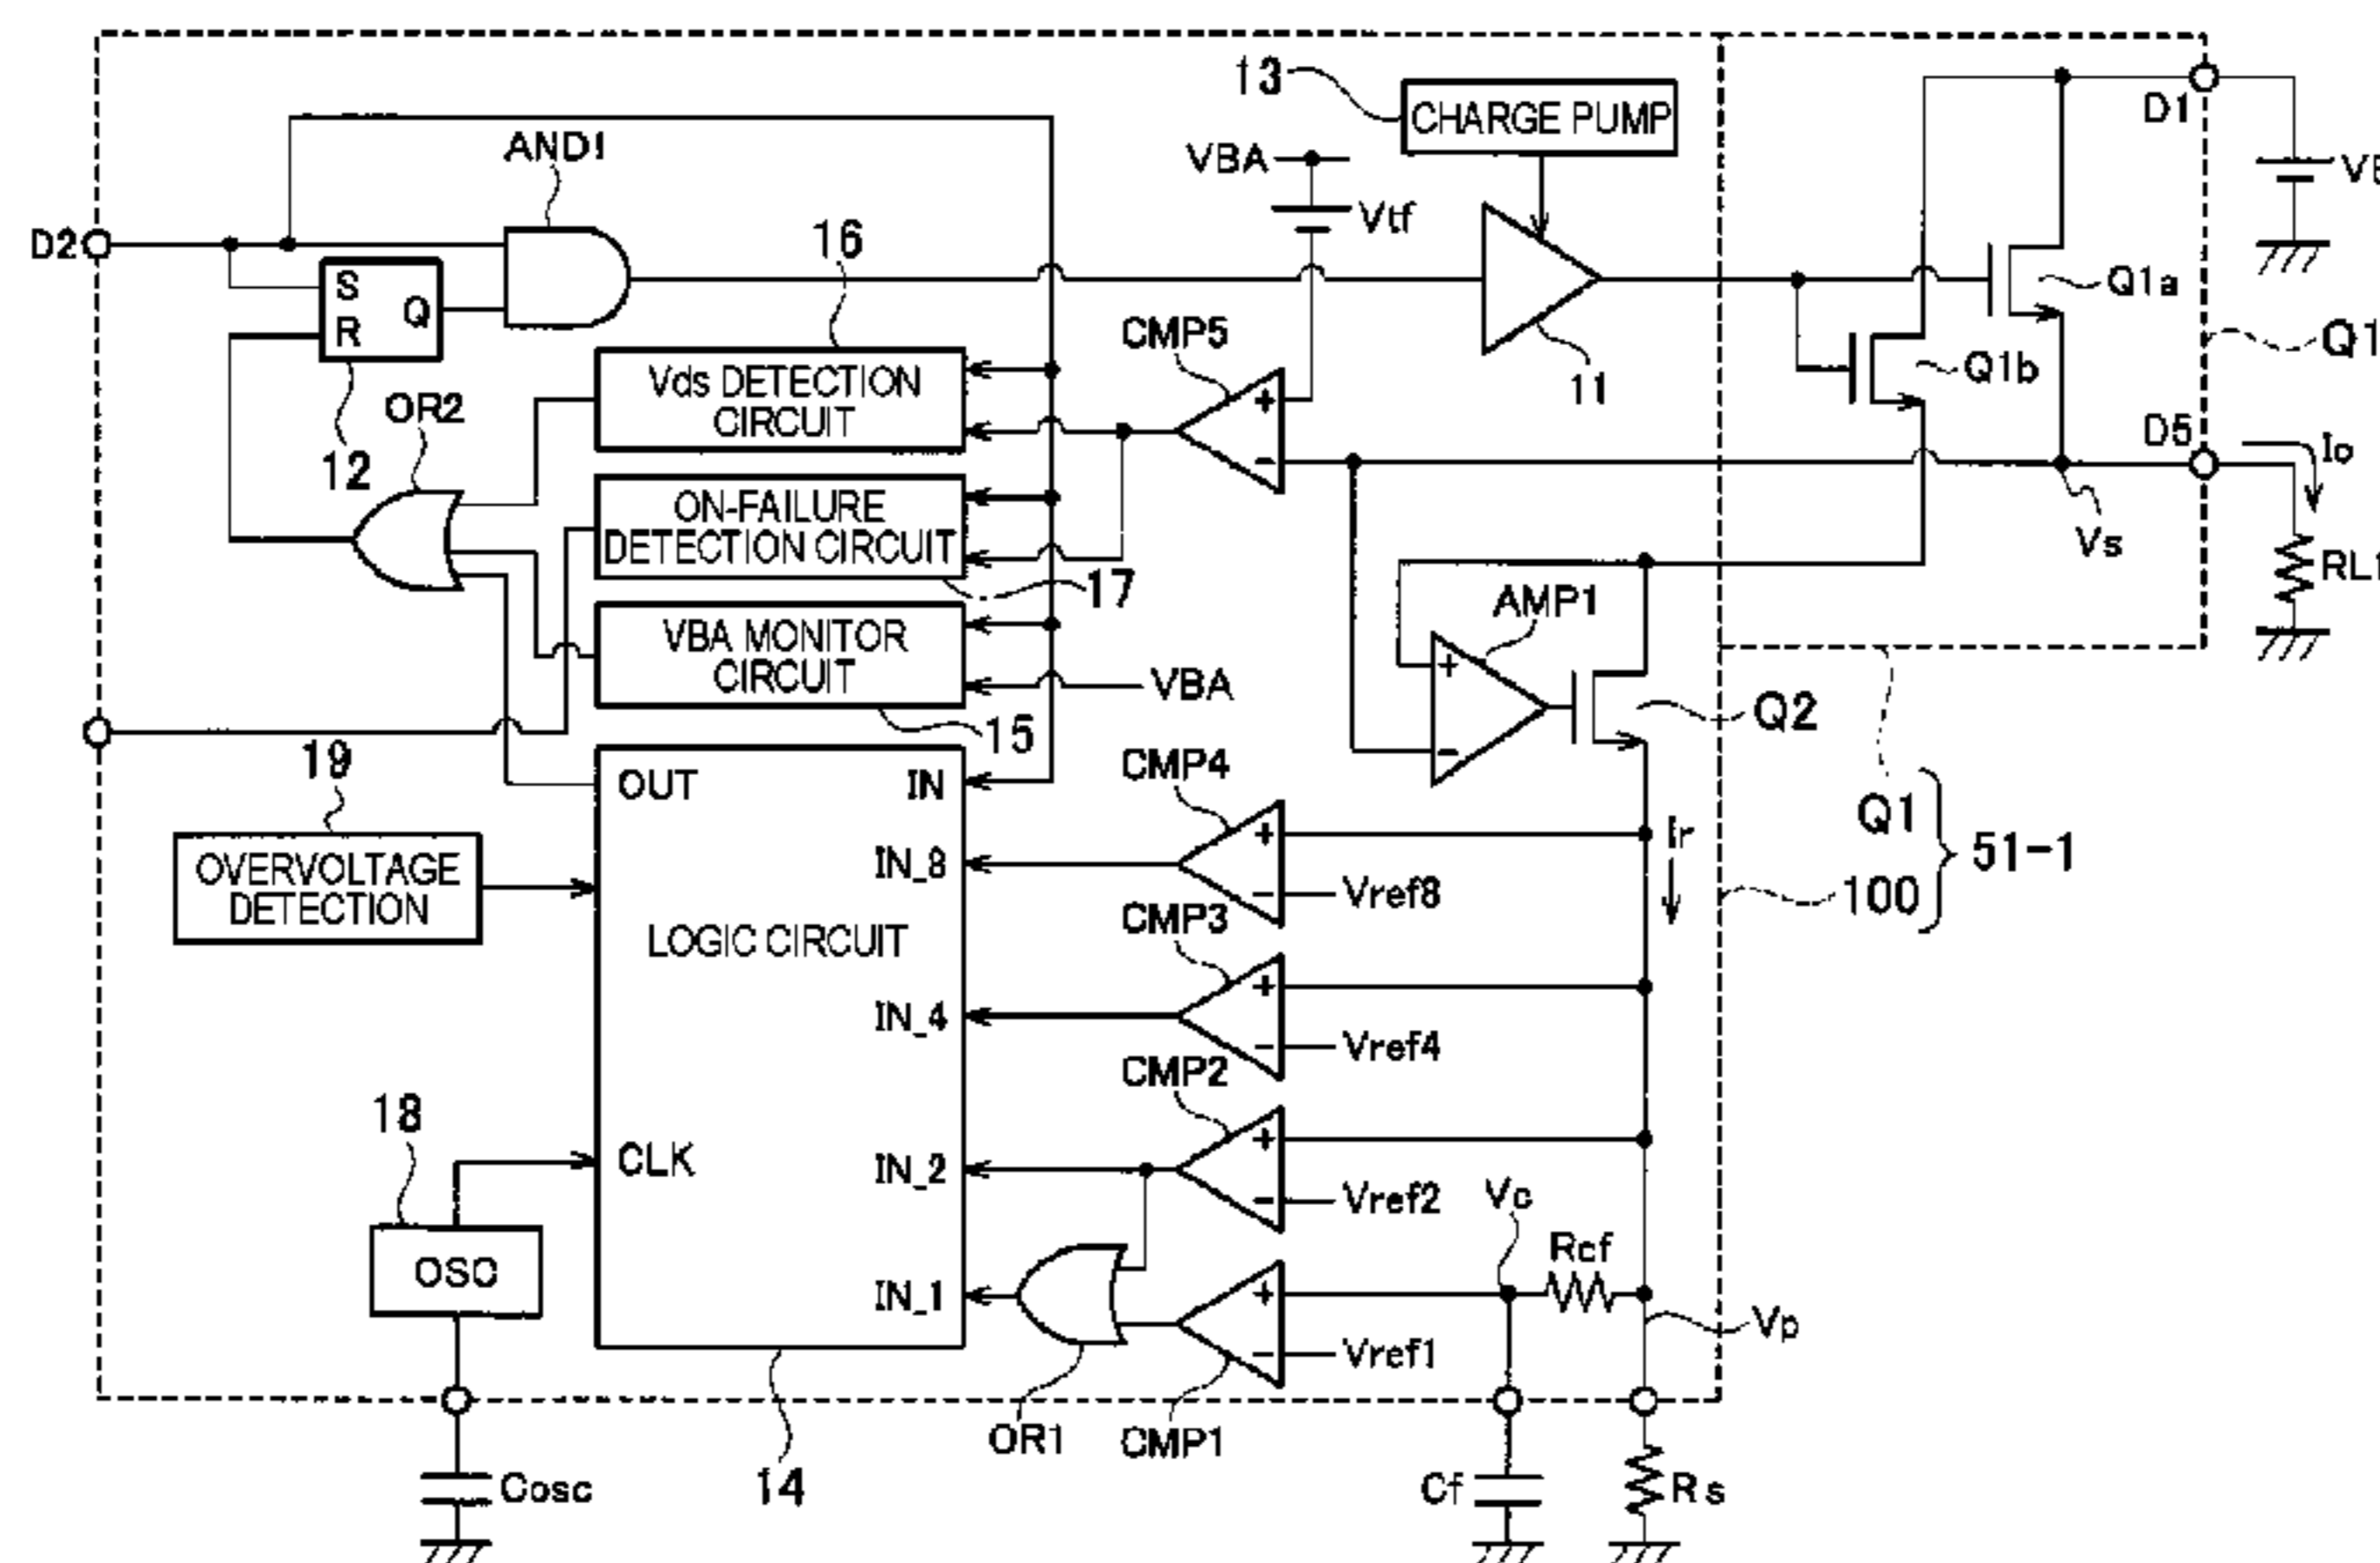 13
CHARGE PUMP
D1
AND1
VBA
Vtf
D2
16
S
R
Q
Q1a
CMP5
Q1
Vds DETECTION
CIRCUIT
11
Q1b
OR2
12
D5
Io
ON-FAILURE
DETECTION CIRCUIT
17
Vs
RL1
AMP1
VBA MONITOR
CIRCUIT
VBA
15
Q2
19
CMP4
OUT
IN
Q1
100
51-1
Ir
OVERVOLTAGE
DETECTION
IN_8
Vref8
LOGIC CIRCUIT
CMP3
IN_4
Vref4
CMP2
18
CLK
IN_2
Vref2
Vc
Rcf
OSC
IN_1
Vref1
Vp
OR1
CMP1
14
Cosc
Cf
Rs
+
-
+
-
+
-
+
-
+
-
+
-